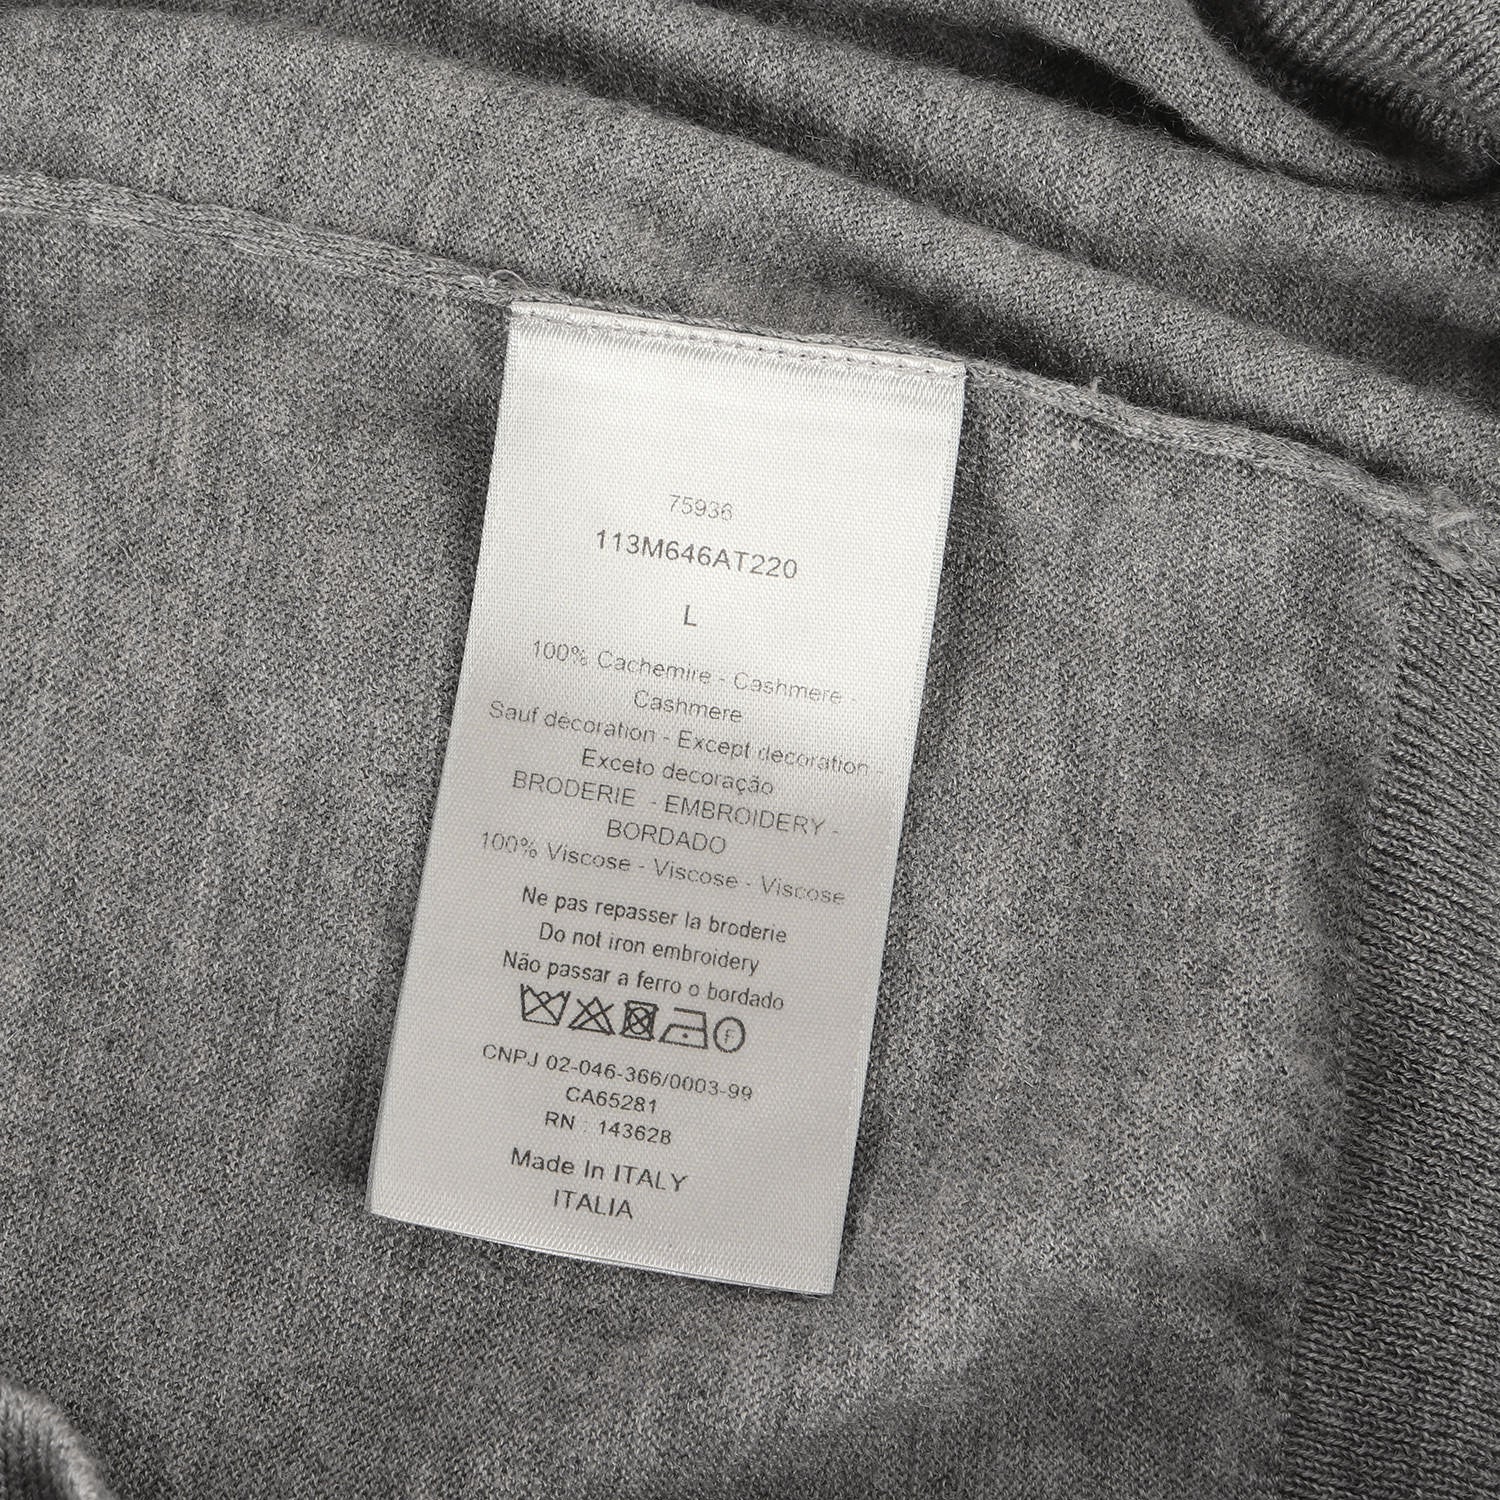 75936
113M646AT220
L
100% Cachemire - Cashmere -
Cashmere
Sauf décoration - Except decoration -
Exceto decoração
BRODERIE - EMBROIDERY -
BORDADO
100% Viscose - Viscose - Viscose
Ne pas repasser la broderie
Do not iron embroidery
Não passar a ferro o bordado
F
CNPJ 02-046-366/0003-99
CA65281
RN : 143628
Made In ITALY
ITALIA